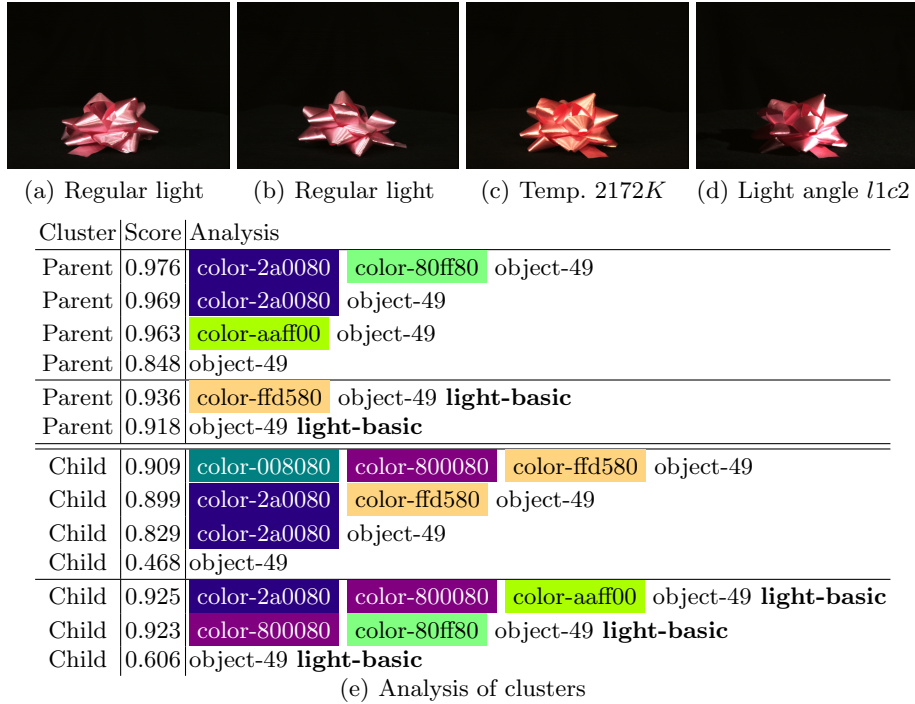 (a) Regular light (b) Regular light (c) Temp. 2172K (d) Light angle l1c2
Cluster Score Analysis
Parent 0.976 color-2a0080 color-80ff80 object-49
Parent 0.969 color-2a0080 object-49
Parent 0.963 color-aaff00 object-49
Parent 0.848 object-49
Parent 0.936 color-ffd580 object-49 light-basic
Parent 0.918 object-49 light-basic
Child 0.909 color-008080 color-800080 color-ffd580 object-49
Child 0.899 color-2a0080 color-ffd580 object-49
Child 0.829 color-2a0080 object-49
Child 0.468 object-49
Child 0.925 color-2a0080 color-800080 color-aaff00 object-49 light-basic
Child 0.923 color-800080 color-80ff80 object-49 light-basic
Child 0.606 object-49 light-basic
(e) Analysis of clusters